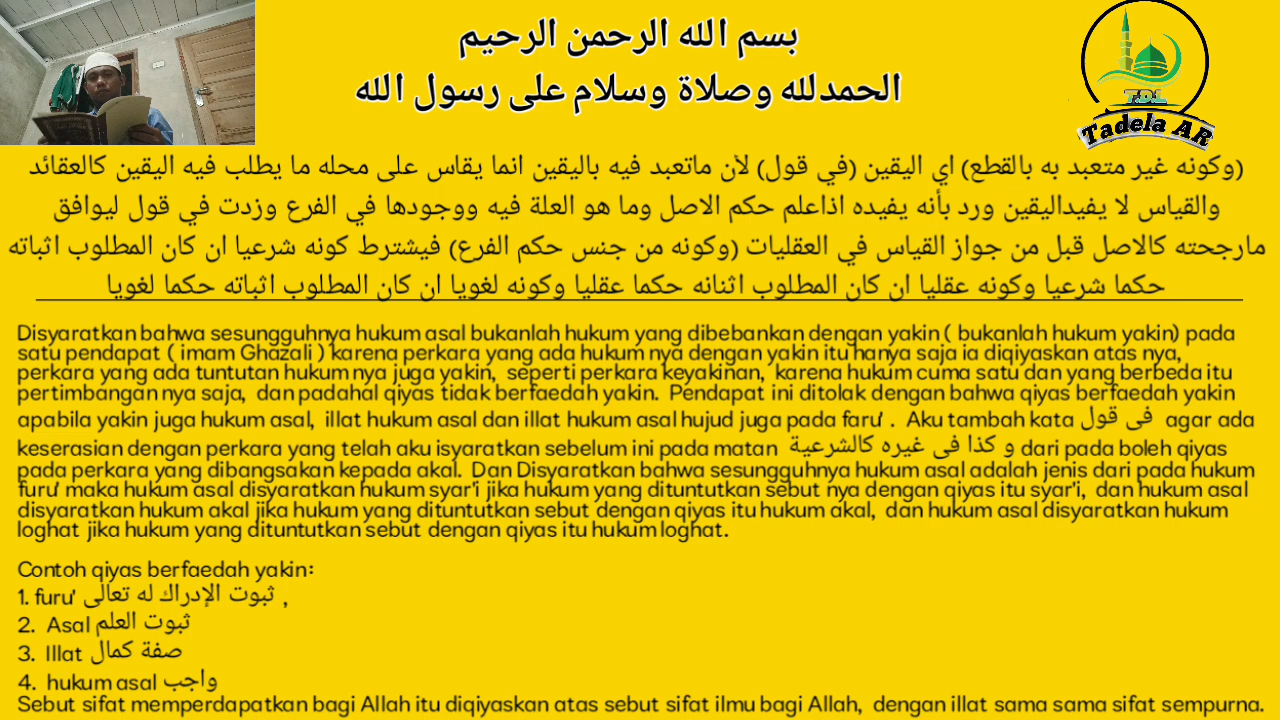 بسم الله الرحمن الرحيم
الحمدلله وصلاة وسلام على رسول الله
T.D.L
Tadela AR
(وكونه غير متعبد به بالقطع) اي اليقين (في قول) لأن ماتعبد فيه باليقين انما يقاس على محله ما يطلب فيه اليقين كالعقائد
والقياس لا يفيداليقين ورد بأنه يفيده اذاعلم حكم الاصل وما هو العلة فيه ووجودها في الفرع وزدت في قول ليوافق
مارجحته كالاصل قبل من جواز القياس في العقليات (وكونه من جنس حكم الفرع) فيشترط كونه شرعيا ان كان المطلوب اثباته
حكما شرعيا وكونه عقليا ان كان المطلوب اثنانه حكما عقليا وكونه لغويا ان كان المطلوب اثباته حكما لغويا
Disyaratkan bahwa sesungguhnya hukum asal bukanlah hukum yang dibebankan dengan yakin ( bukanlah hukum yakin) pada
satu pendapat ( imam Ghazali ) karena perkara yang ada hukum nya dengan yakin itu hanya saja ia diqiyaskan atas nya,
perkara yang ada tuntutan hukum nya juga yakin, seperti perkara keyakinan, karena hukum cuma satu dan yang berbeda itu
pertimbangan nya saja, dan padahal qiyas tidak berfaedah yakin. Pendapat ini ditolak dengan bahwa qiyas berfaedah yakin
apabila yakin juga hukum asal, illat hukum asal dan illat hukum asal hujud juga pada faru' . Aku tambah kata فى قول agar ada
keserasian dengan perkara yang telah aku isyaratkan sebelum ini pada matan و كذا فى غيره كالشرعية dari pada boleh qiyas
pada perkara yang dibangsakan kepada akal. Dan Disyaratkan bahwa sesungguhnya hukum asal adalah jenis dari pada hukum
furu' maka hukum asal disyaratkan hukum syar'i jika hukum yang dituntutkan sebut nya dengan qiyas itu syar'i, dan hukum asal
disyaratkan hukum akal jika hukum yang dituntutkan sebut dengan qiyas itu hukum akal, dan hukum asal disyaratkan hukum
loghat jika hukum yang dituntutkan sebut dengan qiyas itu hukum loghat.
Contoh qiyas berfaedah yakin:
1. furu' ثبوت الإدراك له تعالى ,
2. Asal ثبوت العلم
3. Illat صفة كمال
4. hukum asal واجب
Sebut sifat memperdapatkan bagi Allah itu diqiyaskan atas sebut sifat ilmu bagi Allah, dengan illat sama sama sifat sempurna.